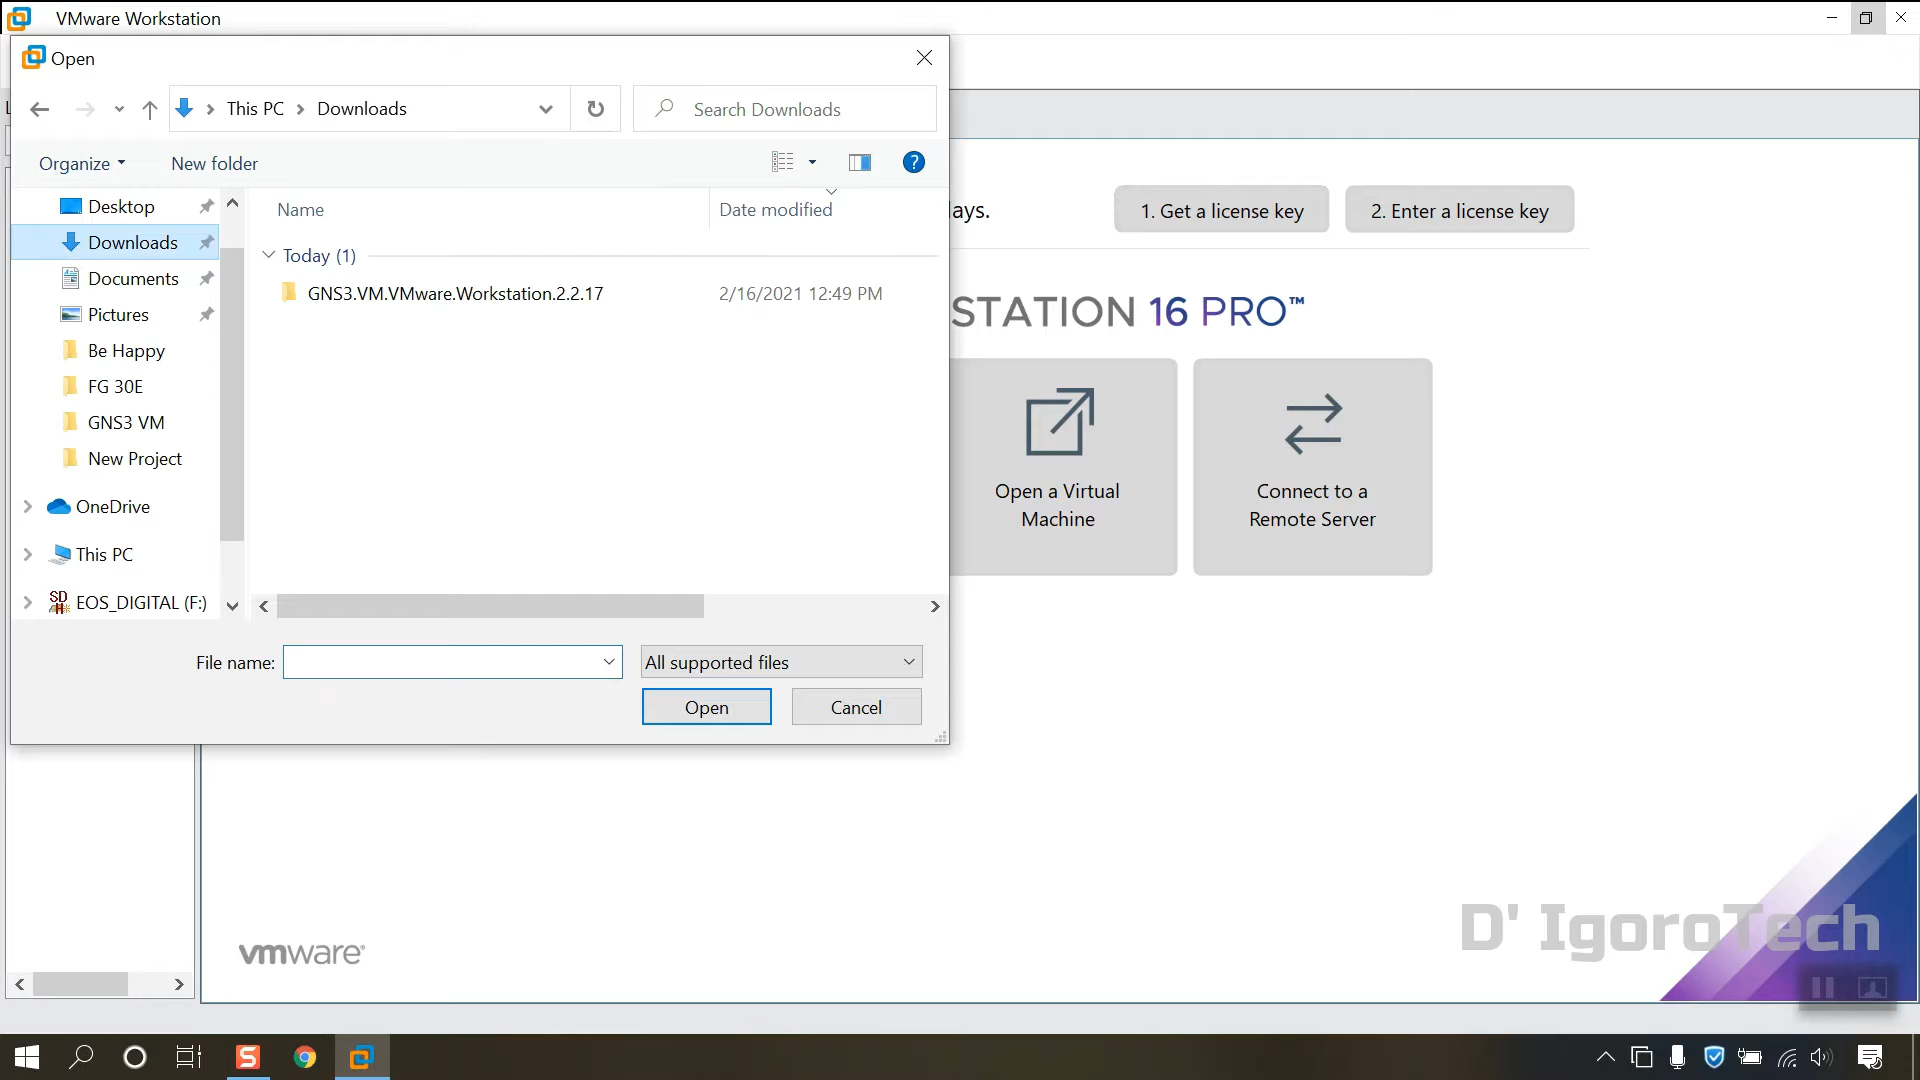 VMware Workstation
Open
This PC
Downloads
Search Downloads
Organize
New folder
Desktop
Downloads
Documents
Pictures
Be Happy
FG 30E
GNS3 VM
New Project
OneDrive
This PC
EOS_DIGITAL (F:)
Name
Date modified
Today (1)
GNS3.VM.VMware.Workstation.2.2.17
2/16/2021 12:49 PM
File name:
All supported files
Open
Cancel
ays.
1. Get a license key
2. Enter a license key
STATION 16 PRO™
Open a Virtual
Machine
Connect to a
Remote Server
vmware®
D' IgoroTech